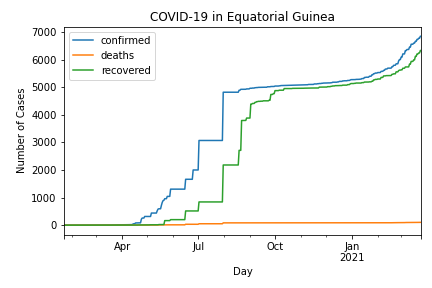 COVID-19 in Equatorial Guinea
confirmed
deaths
recovered
Number of Cases
7000
6000
5000
4000
3000
2000
1000
0
Apr
Jul
Oct
Jan
2021
Day